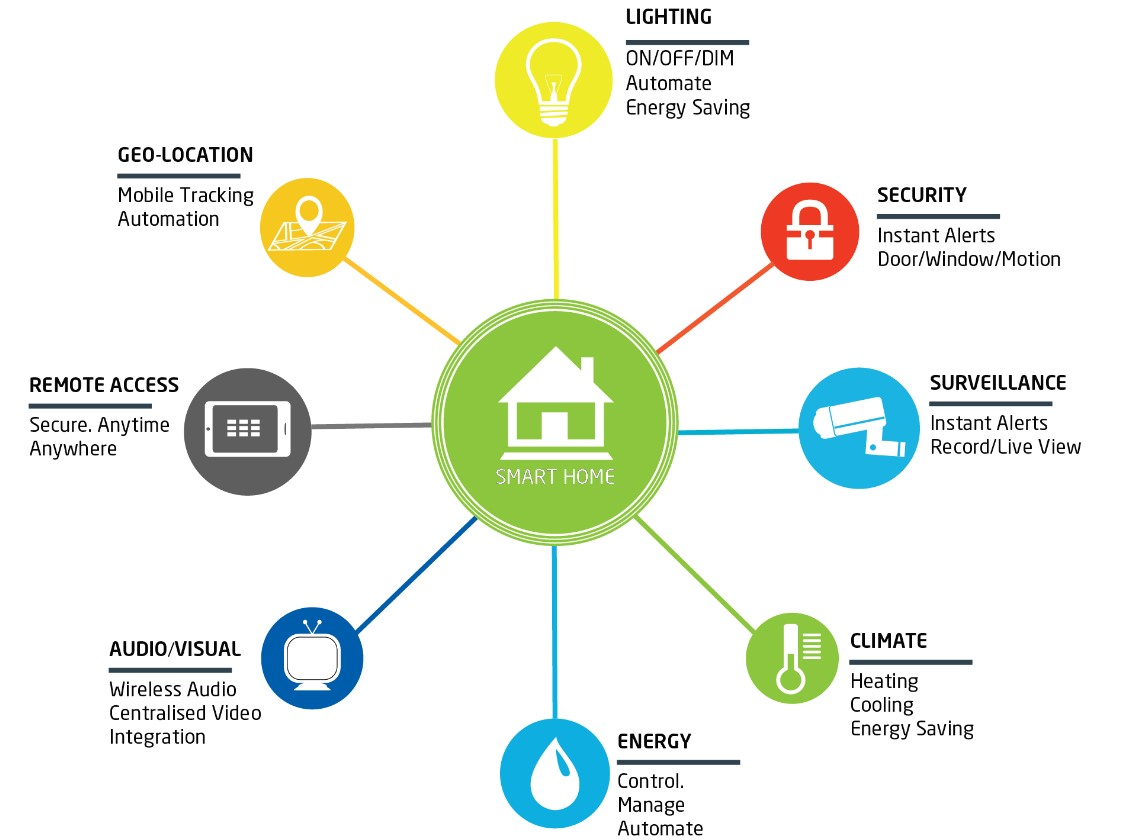 LIGHTING
ON/OFF/DIM
Automate
Energy Saving
GEO-LOCATION
Mobile Tracking
Automation
SECURITY
Instant Alerts
Door/Window/Motion
REMOTE ACCESS
Secure. Anytime
Anywhere
SURVEILLANCE
Instant Alerts
Record/Live View
SMART HOME
AUDIO/VISUAL
Wireless Audio
Centralised Video
Integration
CLIMATE
Heating
Cooling
Energy Saving
ENERGY
Control.
Manage
Automate